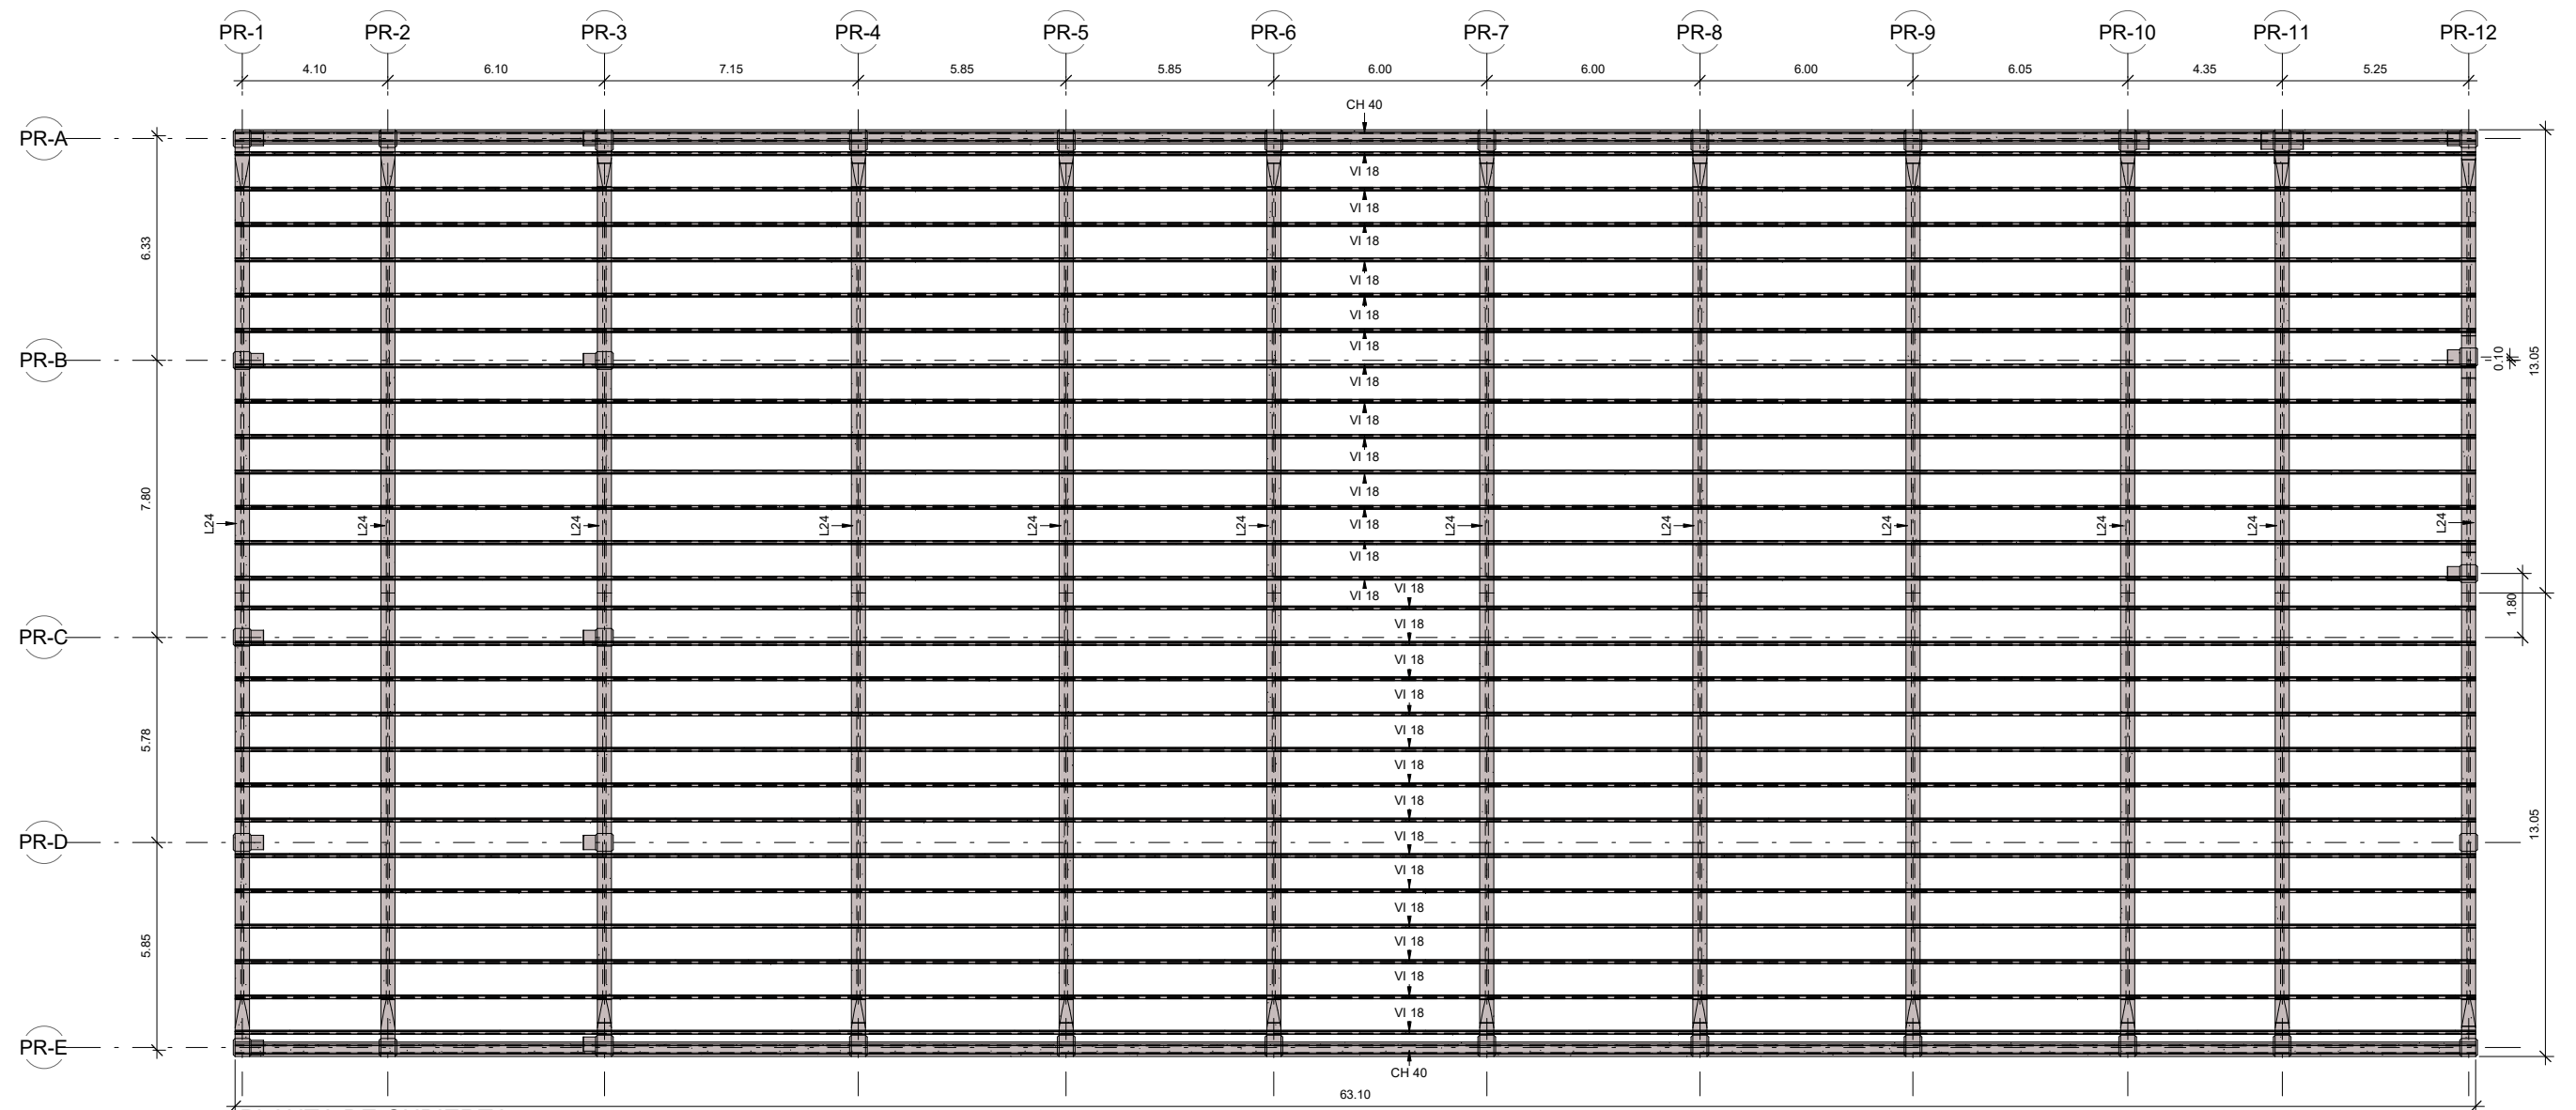 PR-1 PR-2 PR-3 PR-4 PR-5 PR-6 PR-7 PR-8 PR-9 PR-10 PR-11 PR-12
4.10 6.10 7.15 5.85 5.85 6.00 6.00 6.00 6.05 4.35 5.25
CH 40
PR-A
VI 18
VI 18
VI 18
6.33
VI 18
VI 18
VI 18
PR-B
0.10
13.05
VI 18
VI 18
VI 18
VI 18
7.80
L24 L24 L24 L24 L24 L24 L24 L24 L24 L24 L24 L24
VI 18
VI 18
VI 18
VI 18
1.80
VI 18
PR-C
VI 18
VI 18
5.78
VI 18
VI 18
VI 18
13.05
VI 18
PR-D
VI 18
VI 18
5.85
VI 18
VI 18
VI 18
PR-E
CH 40
63.10